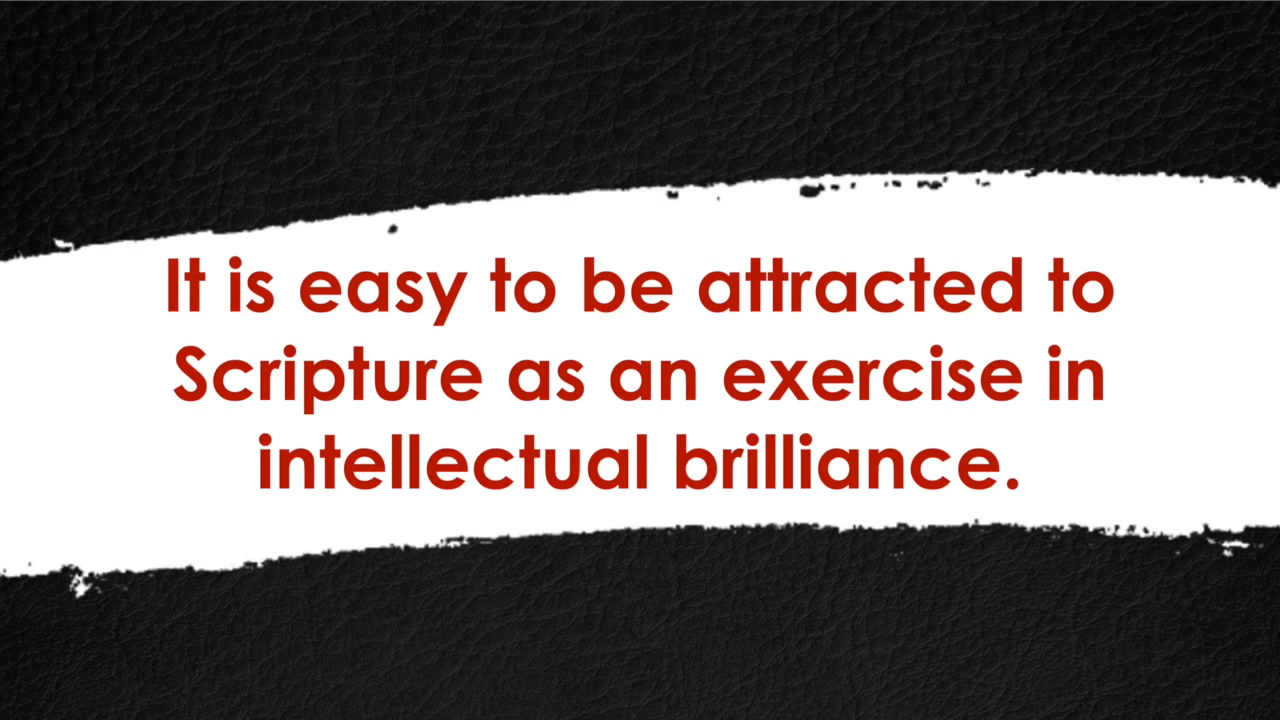 It is easy to be attracted to
Scripture as an exercise in
intellectual brilliance.